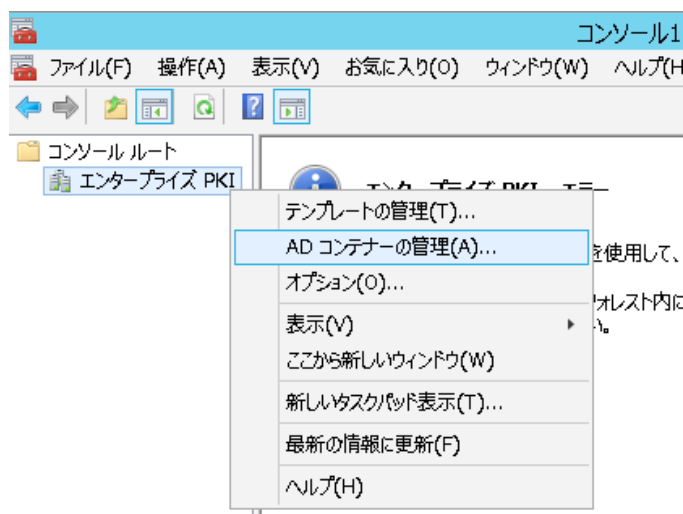 コンソール1
ファイル(F) 操作(A) 表示(V) お気に入り(O) ウィンドウ(W) ヘルプ(H
コンソール ルート
エンタープライズ PKI
テンプレートの管理(T)...
AD コンテナーの管理(A)...
を使用して、
オプション(O)...
ォレスト内に
表示(V)
い。
ここから新しいウィンドウ(W)
新しいタスクパッド表示(T)...
最新の情報に更新(F)
ヘルプ(H)